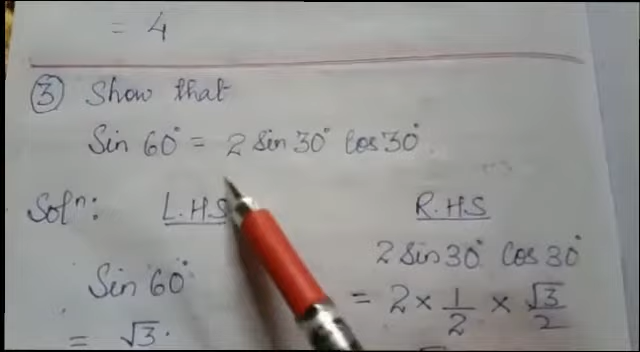 = 4
③ Show that
Sin 60° = 2 Sin 30° Cos 30°.
Solⁿ: L.H.S R.H.S
2 Sin 30° Cos 30°
Sin 60°
= 2 × 1/2 × √3/2
= √3